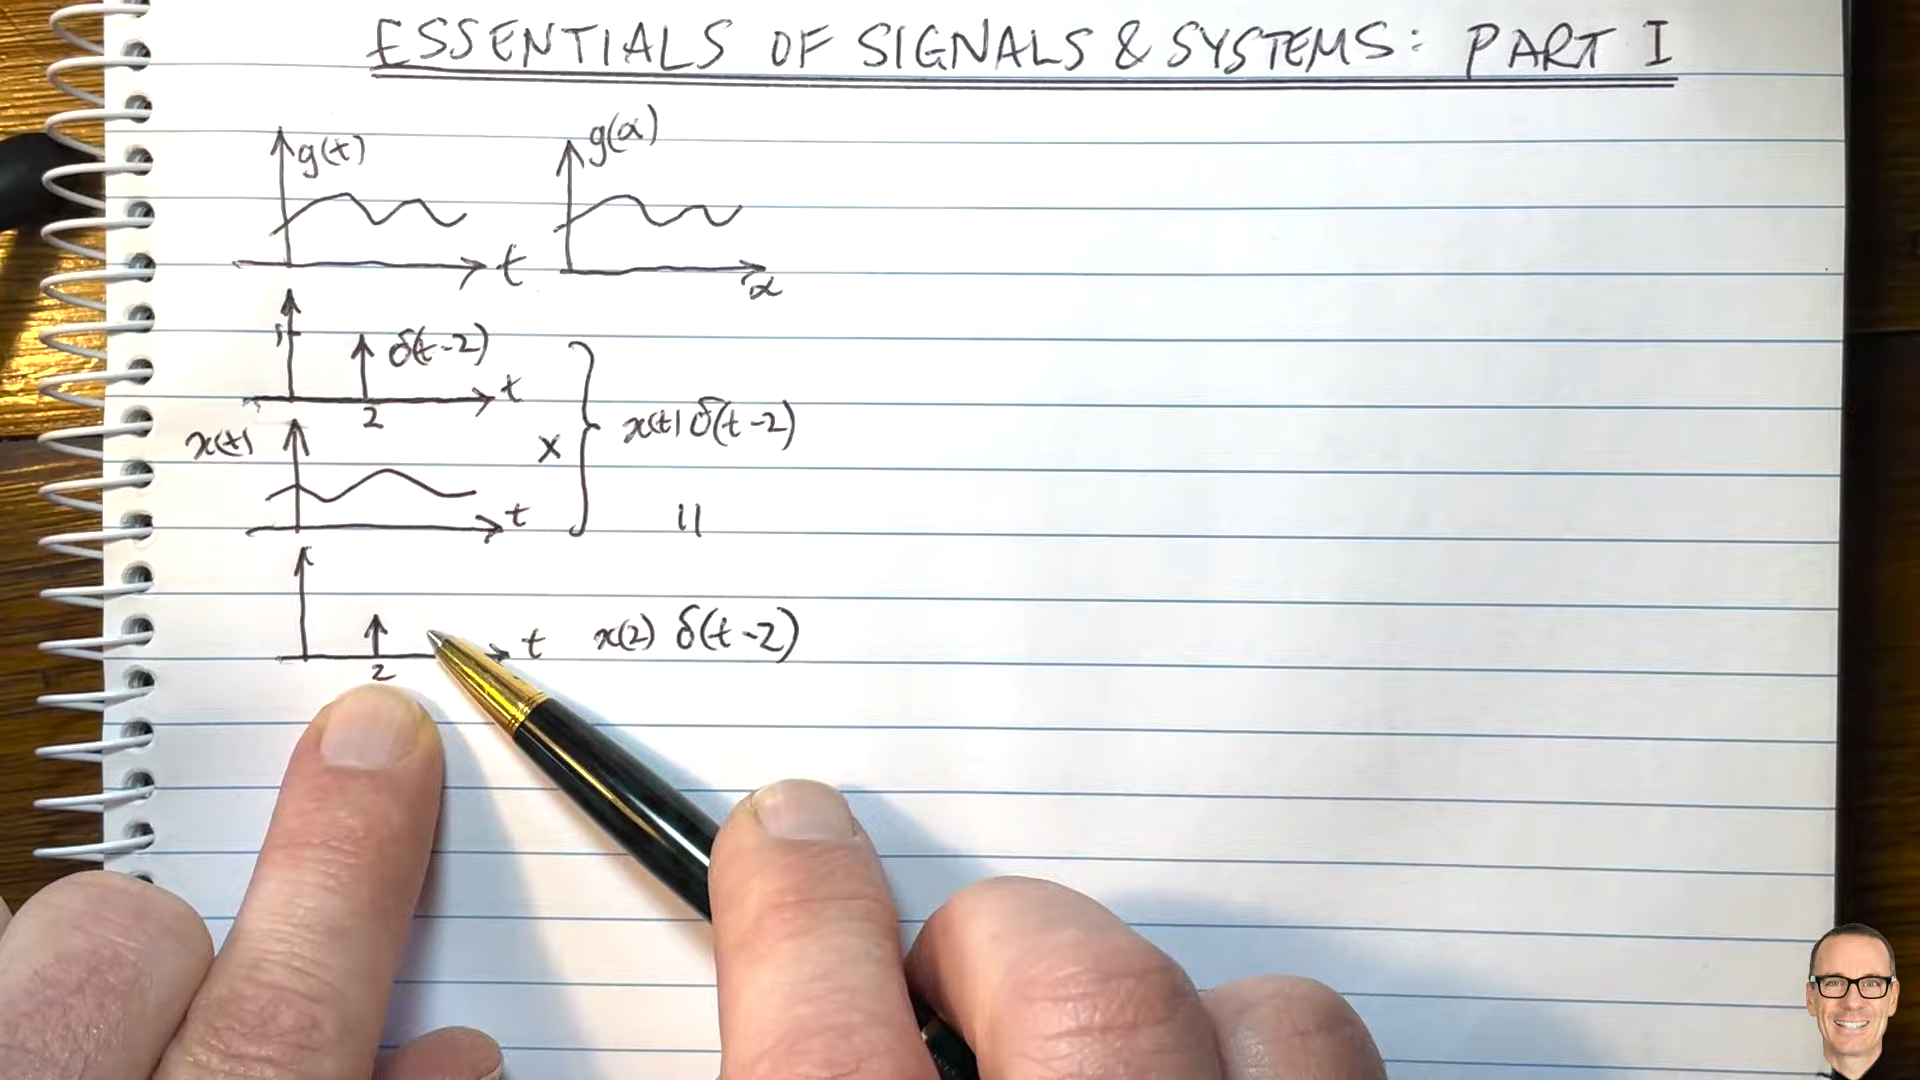 ESSENTIALS OF SIGNALS & SYSTEMS: PART I
g(t)
g(α)
t
α
1
δ(t-2)
t
2
x(t)
x
x(t) δ(t-2)
t
=
t
x(2) δ(t-2)
2